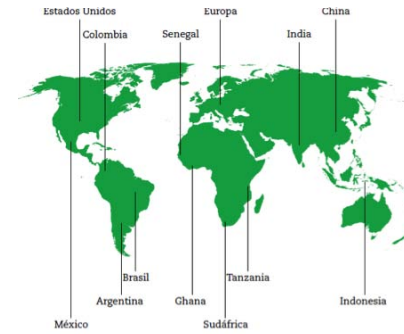 Estados Unidos
Europa
China
Colombia
Senegal
India
Brasil
Tanzania
Argentina
Ghana
Indonesia
México
Sudáfrica